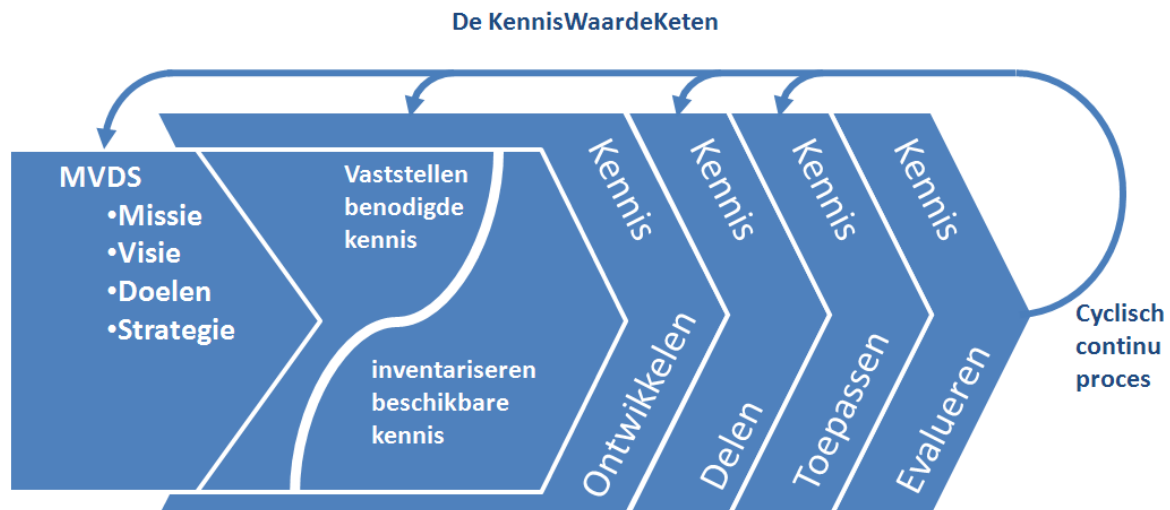 De KennisWaardeKeten
MVDS
•Missie
•Visie
•Doelen
•Strategie
Vaststellen
benodigde
kennis
inventariseren
beschikbare
kennis
Kennis
Ontwikkelen
Kennis
Delen
Kennis
Toepassen
Kennis
Evalueren
Cyclisch
continu
proces